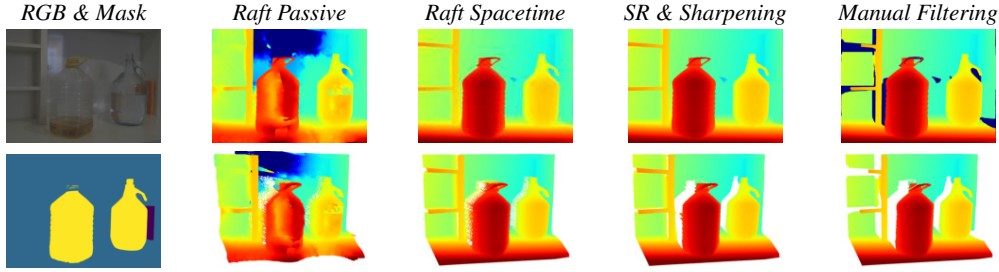 RGB & Mask
Raft Passive
Raft Spacetime
SR & Sharpening
Manual Filtering